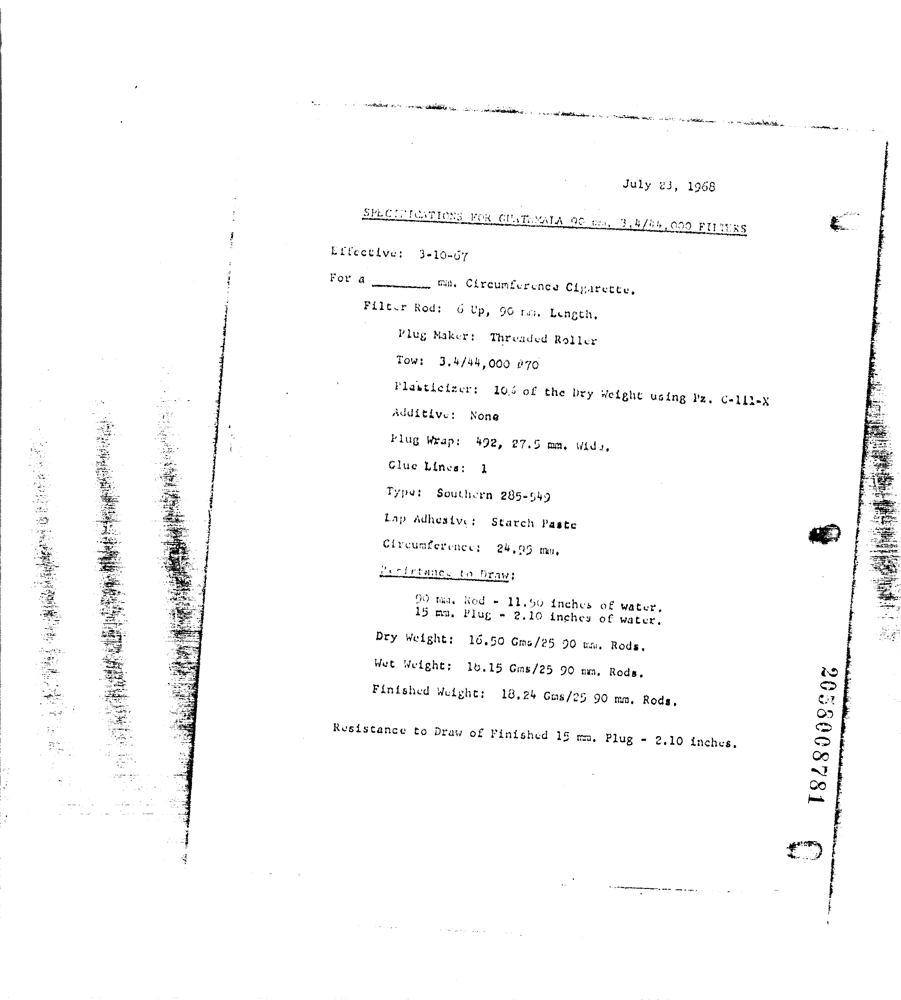 July 23, 1968
SPECIFICATIONS FOR GUATEMALA 90 mm. 3.4/44,000 FILTERS
Effective: 3-10-67
For a ________ mm. Circumference Cigarette.
Filter Rod: 6 Up, 90 mm. Length.
Plug Maker: Threaded Roller
Tow: 3.4/44,000 #70
Plasticizer: 10% of the Dry Weight using Pz. C-111-X
Additive: None
Plug Wrap: 492, 27.5 mm. Wide.
Glue Lines: 1
Type: Southern 285-549
Lap Adhesive: Starch Paste
Circumference: 24.95 mm.
Resistance to Draw:
90 mm. Rod - 11.50 inches of water.
15 mm. Plug - 2.10 inches of water.
Dry Weight: 16.50 Gms/25 90 mm. Rods.
Wet Weight: 18.15 Gms/25 90 mm. Rods.
Finished Weight: 18.24 Gms/25 90 mm. Rods.
Resistance to Draw of Finished 15 mm. Plug - 2.10 inches.
2058008781